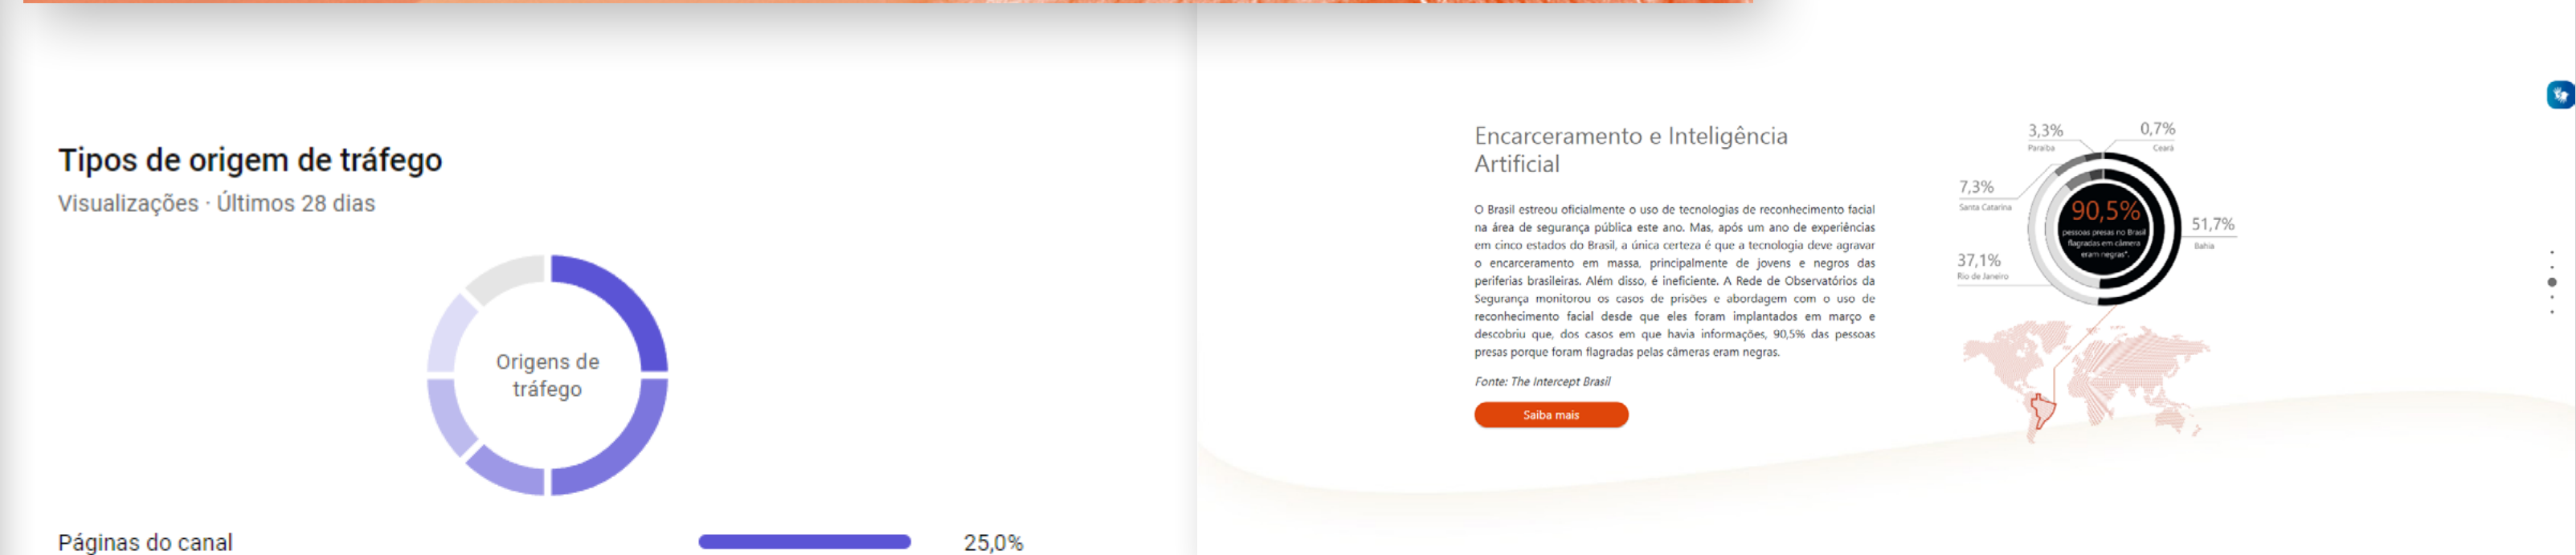 Tipos de origem de tráfego
Visualizações · Últimos 28 dias
Origens de
tráfego
Páginas do canal
25,0%
Encarceramento e Inteligência
Artificial
O Brasil estreou oficialmente o uso de tecnologias de reconhecimento facial
na área de segurança pública este ano. Mas, após um ano de experiências
em cinco estados do Brasil, a única certeza é que a tecnologia deve agravar
o encarceramento em massa, principalmente de jovens e negros das
periferias brasileiras. Além disso, é ineficiente. A Rede de Observatórios da
Segurança monitorou os casos de prisões e abordagem com o uso de
reconhecimento facial desde que eles foram implantados em março e
descobriu que, dos casos em que havia informações, 90,5% das pessoas
presas porque foram flagradas pelas câmeras eram negras.
Fonte: The Intercept Brasil
Saiba mais
3,3%
Paraíba
0,7%
Ceará
7,3%
Santa Catarina
90,5%
pessoas presas no Brasil
flagradas em câmera
eram negras*.
51,7%
Bahia
37,1%
Rio de Janeiro